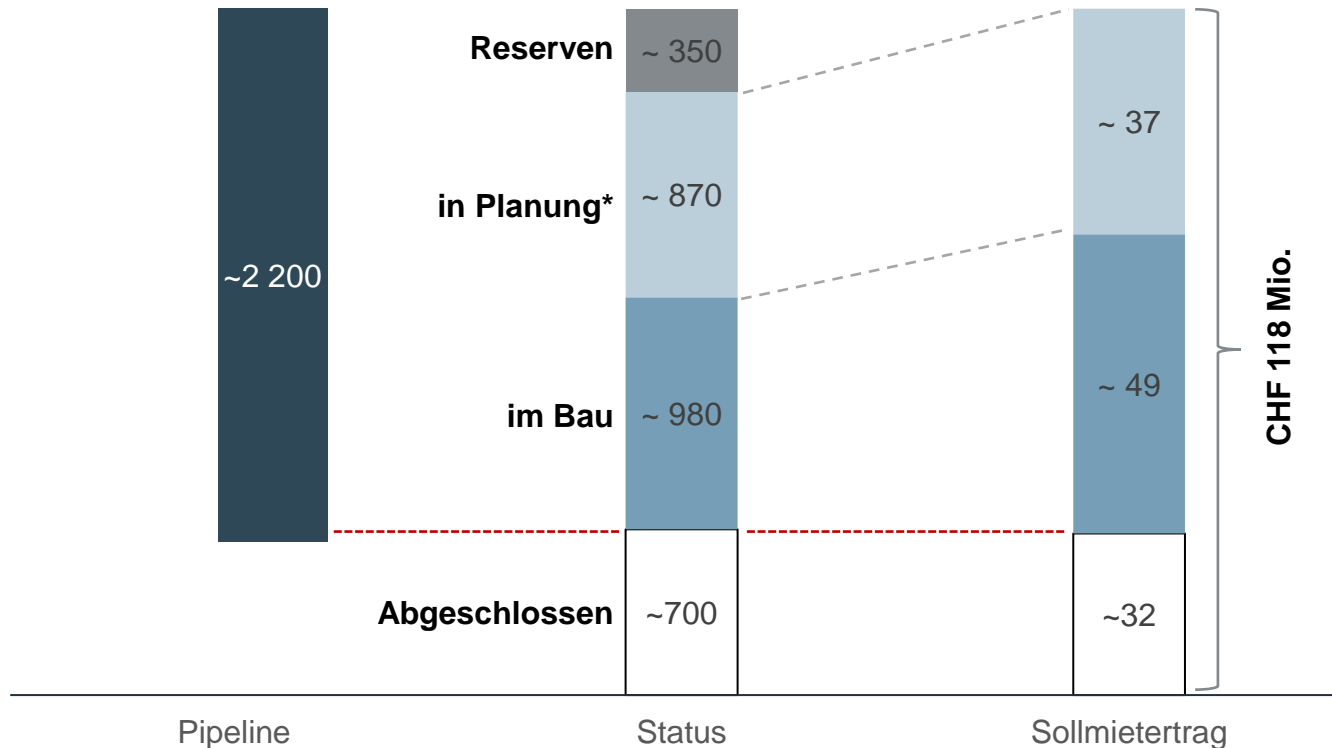 Reserven
~ 350
~ 37
in Planung*
~ 870
~2 200
CHF 118 Mio.
~ 49
im Bau
~ 980
Abgeschlossen
~700
~32
Pipeline
Status
Sollmietertrag